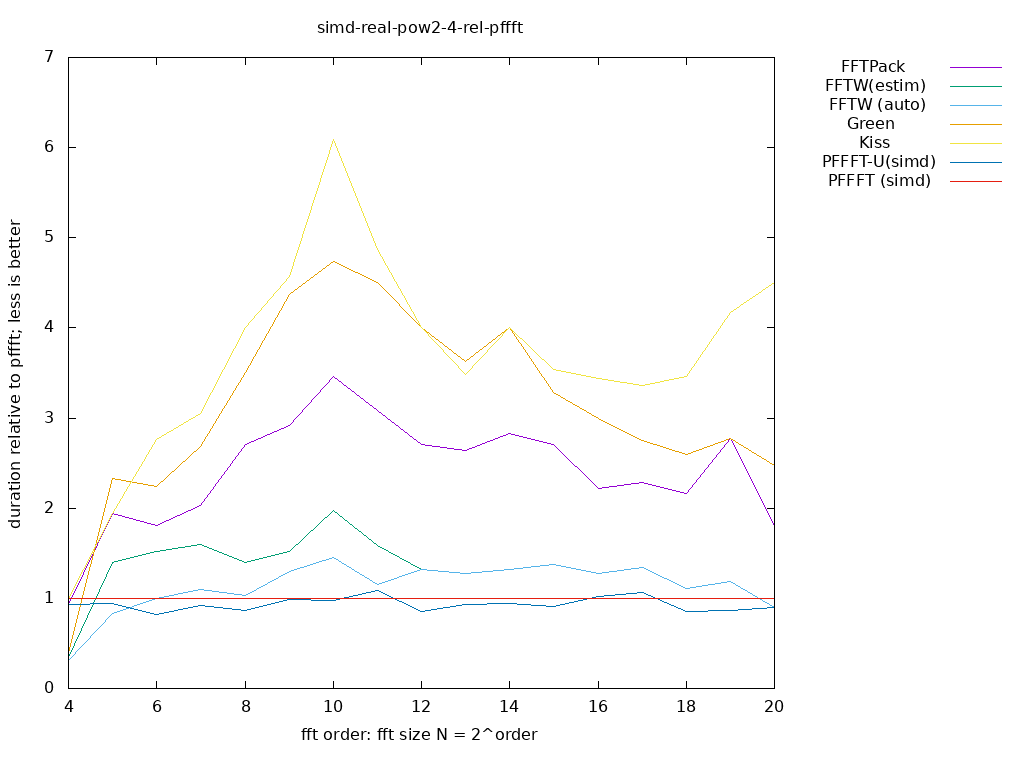 simd-real-pow2-4-rel-pffft
7
6
5
4
3
2
1
0
duration relative to pffft; less is better
4 6 8 10 12 14 16 18 20
fft order: fft size N = 2^order
FFTPack
FFTW(estim)
FFTW (auto)
Green
Kiss
PFFFT-U(simd)
PFFFT (simd)